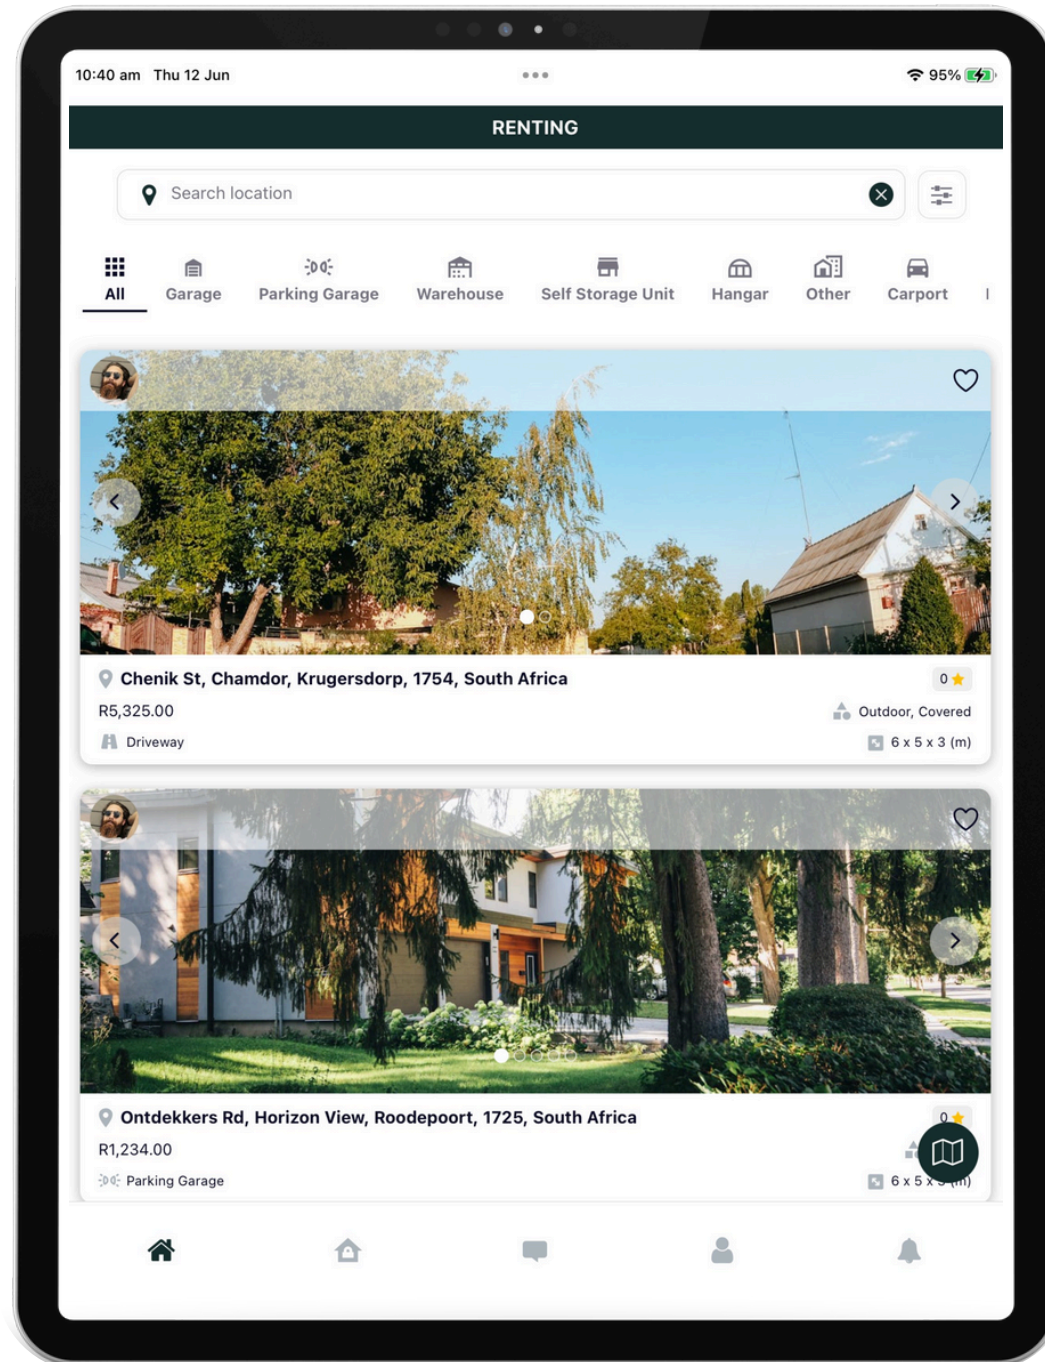 10:40 am Thu 12 Jun
95%
RENTING
Search location
All Garage Parking Garage Warehouse Self Storage Unit Hangar Other Carport
Chenik St, Chamdor, Krugersdorp, 1754, South Africa 0
R5,325.00 Outdoor, Covered
Driveway 6 x 5 x 3 (m)
Ontdekkers Rd, Horizon View, Roodepoort, 1725, South Africa 0
R1,234.00
Parking Garage 6 x 5 x 3 (m)